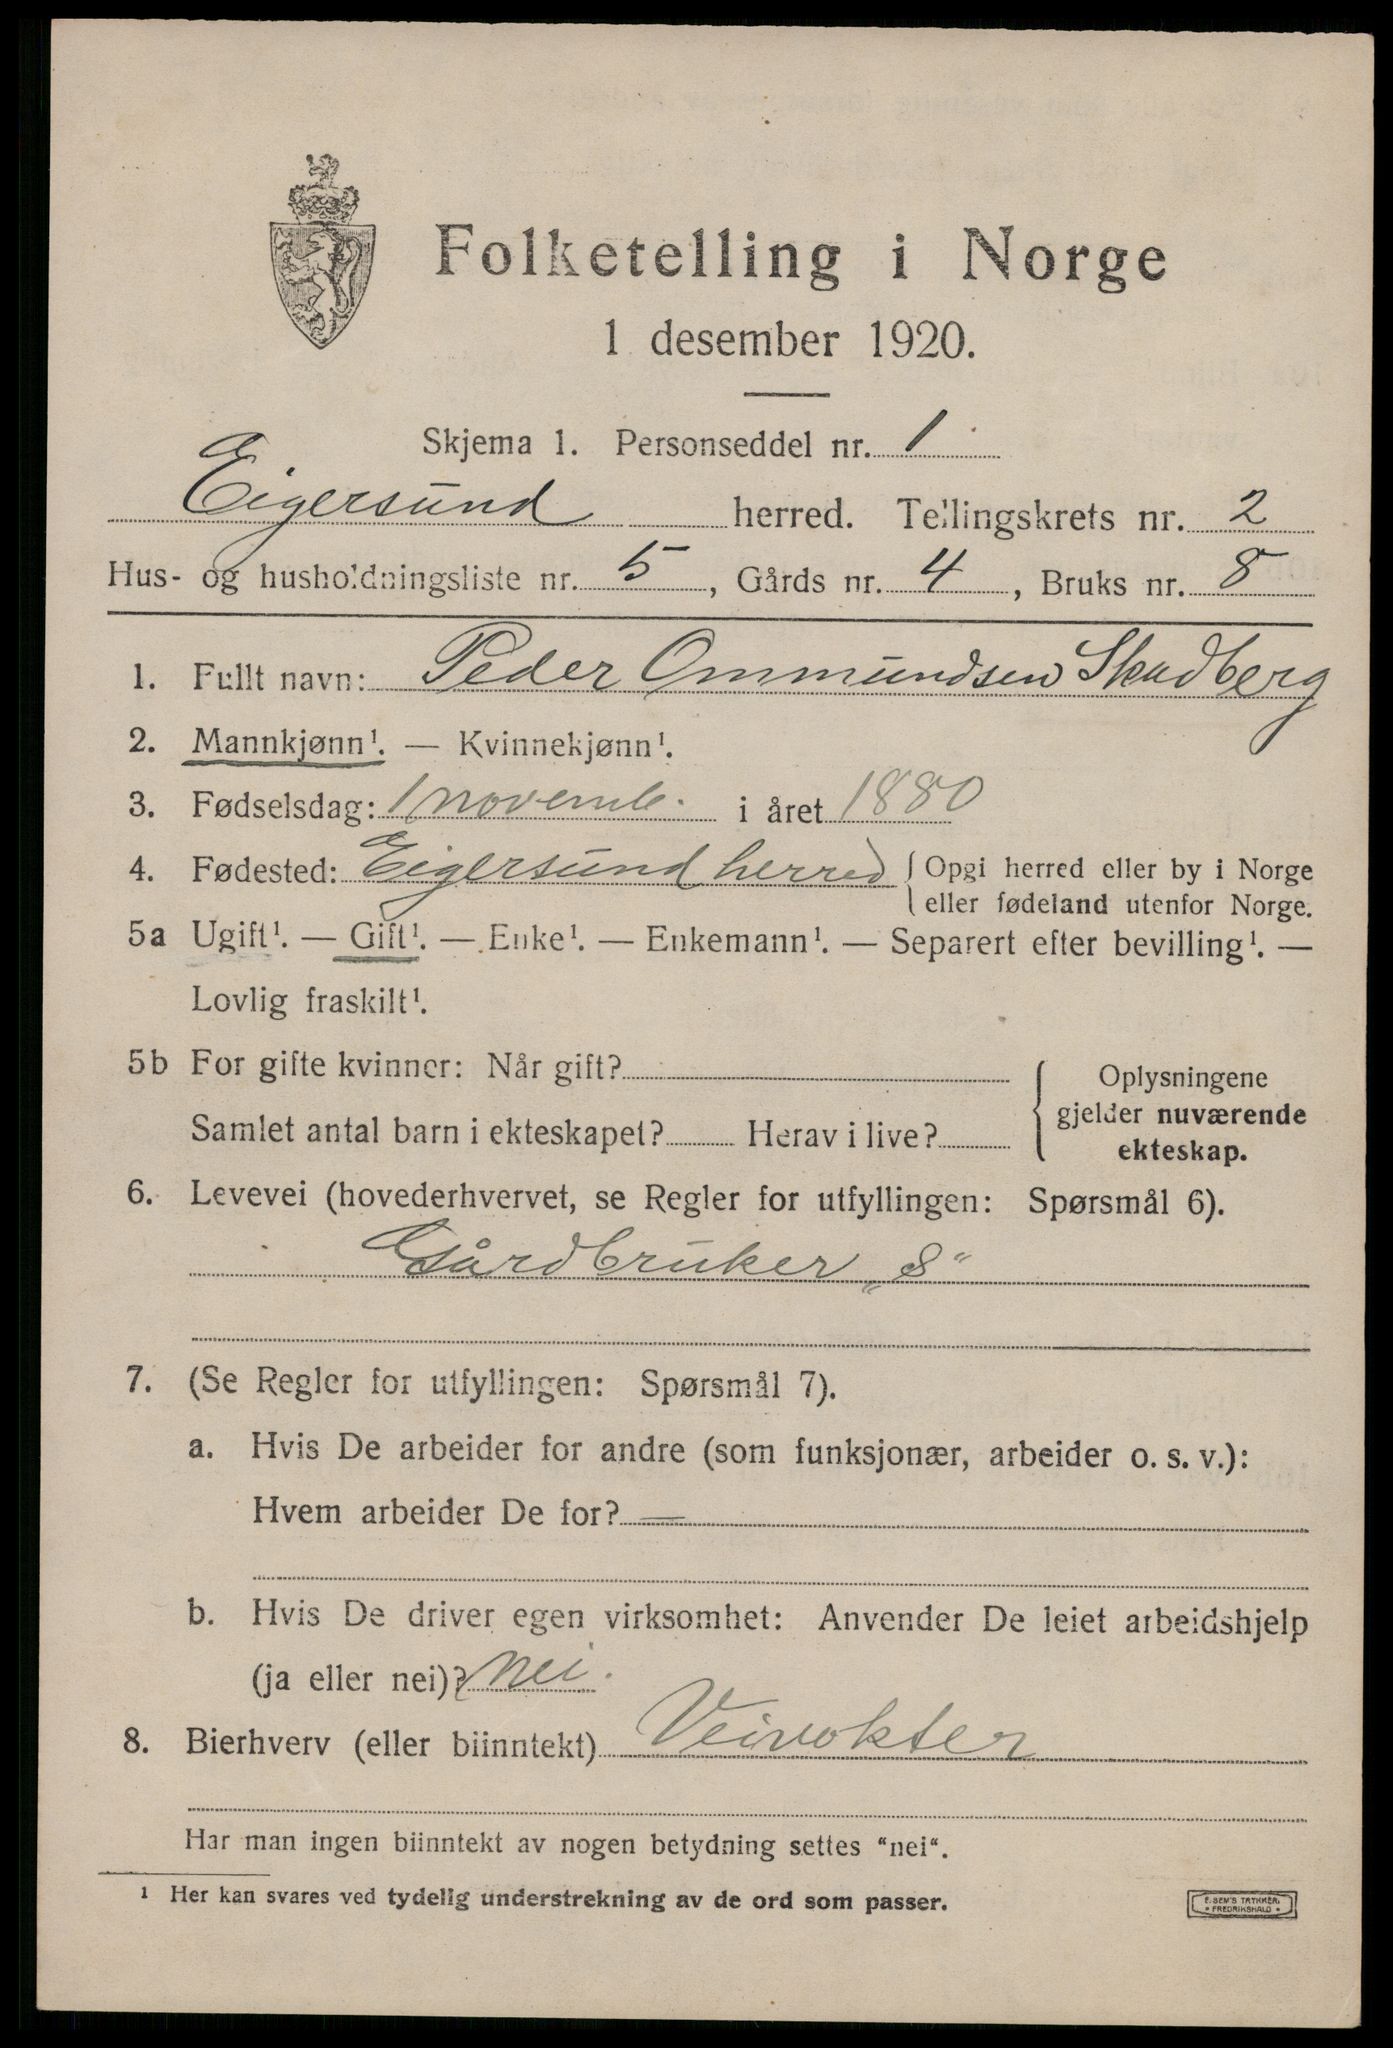 Folketelling i Norge
1 desember 1920.
Skjema 1. Personseddel nr. 1
Eigersund herred. Tellingskrets nr. 2
Hus- og husholdningsliste nr. 5, Gårds nr. 4, Bruks nr. 8
1. Fullt navn: Peder Ommundsen Skadberg
2. Mannkjønn¹. — Kvinnekjønn¹.
3. Fødselsdag: 1 novemb. i året 1880
4. Fødested: Eigersund herred { Opgi herred eller by i Norge
eller fødeland utenfor Norge.
5a Ugift¹. — Gift¹. — Enke¹. — Enkemann¹. — Separert efter bevilling¹. —
Lovlig fraskilt¹.
5b For gifte kvinner: Når gift?
Samlet antal barn i ekteskapet? Herav i live?
Oplysningene
gjelder nuværende
ekteskap.
6. Levevei (hovederhvervet, se Regler for utfyllingen: Spørsmål 6).
Gårdbruker „S“
7. (Se Regler for utfyllingen: Spørsmål 7).
a. Hvis De arbeider for andre (som funksjonær, arbeider o. s. v.):
Hvem arbeider De for? —
b. Hvis De driver egen virksomhet: Anvender De leiet arbeidshjelp
(ja eller nei)? nei.
8. Bierhverv (eller biinntekt) Veivokter
Har man ingen biinntekt av nogen betydning settes "nei“.
¹ Her kan svares ved tydelig understrekning av de ord som passer.
E. SEM'S TRYKKERI
• FREDRIKSHALD •